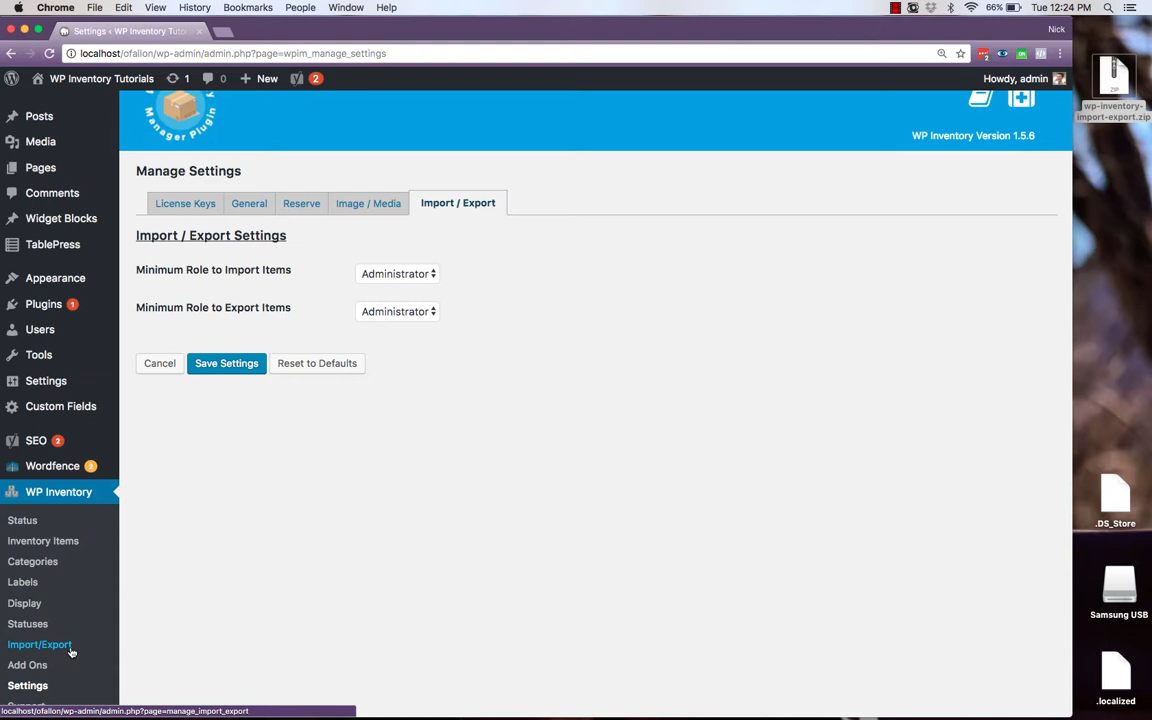 Chrome File Edit View History Bookmarks People Window Help 66% Tue 12:24 PM
Settings ‹ WP Inventory Tutor Nick
localhost/ofallon/wp-admin/admin.php?page=wpim_manage_settings
WP Inventory Tutorials 1 0 New 2 Howdy, admin
ZIP
wp-inventory-
import-export.zip
Posts
Media
Pages
Comments
Widget Blocks
TablePress
Appearance
Plugins 1
Users
Tools
Settings
Custom Fields
SEO 2
Wordfence 2
WP Inventory
Status
Inventory Items
Categories
Labels
Display
Statuses
Import/Export
Add Ons
Settings
Manager Plugin
WP Inventory Version 1.5.6
Manage Settings
License Keys General Reserve Image / Media Import / Export
Import / Export Settings
Minimum Role to Import Items Administrator
Minimum Role to Export Items Administrator
Cancel Save Settings Reset to Defaults
.DS_Store
Samsung USB
.localized
localhost/ofallon/wp-admin/admin.php?page=manage_import_export